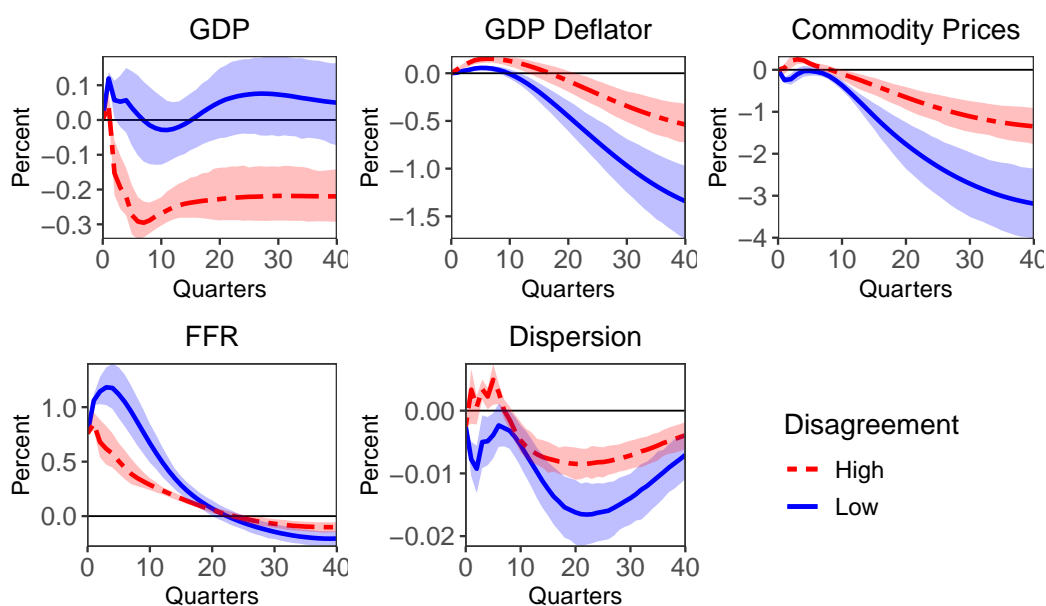 GDP
GDP Deflator
Commodity Prices
Percent
0.1
0.0
−0.1
−0.2
−0.3
0 10 20 30 40
Quarters
Percent
0.0
−0.5
−1.0
−1.5
0 10 20 30 40
Quarters
Percent
0
−1
−2
−3
−4
0 10 20 30 40
Quarters
FFR
Dispersion
Percent
1.0
0.5
0.0
0 10 20 30 40
Quarters
Percent
0.00
−0.01
−0.02
0 10 20 30 40
Quarters
Disagreement
High
Low